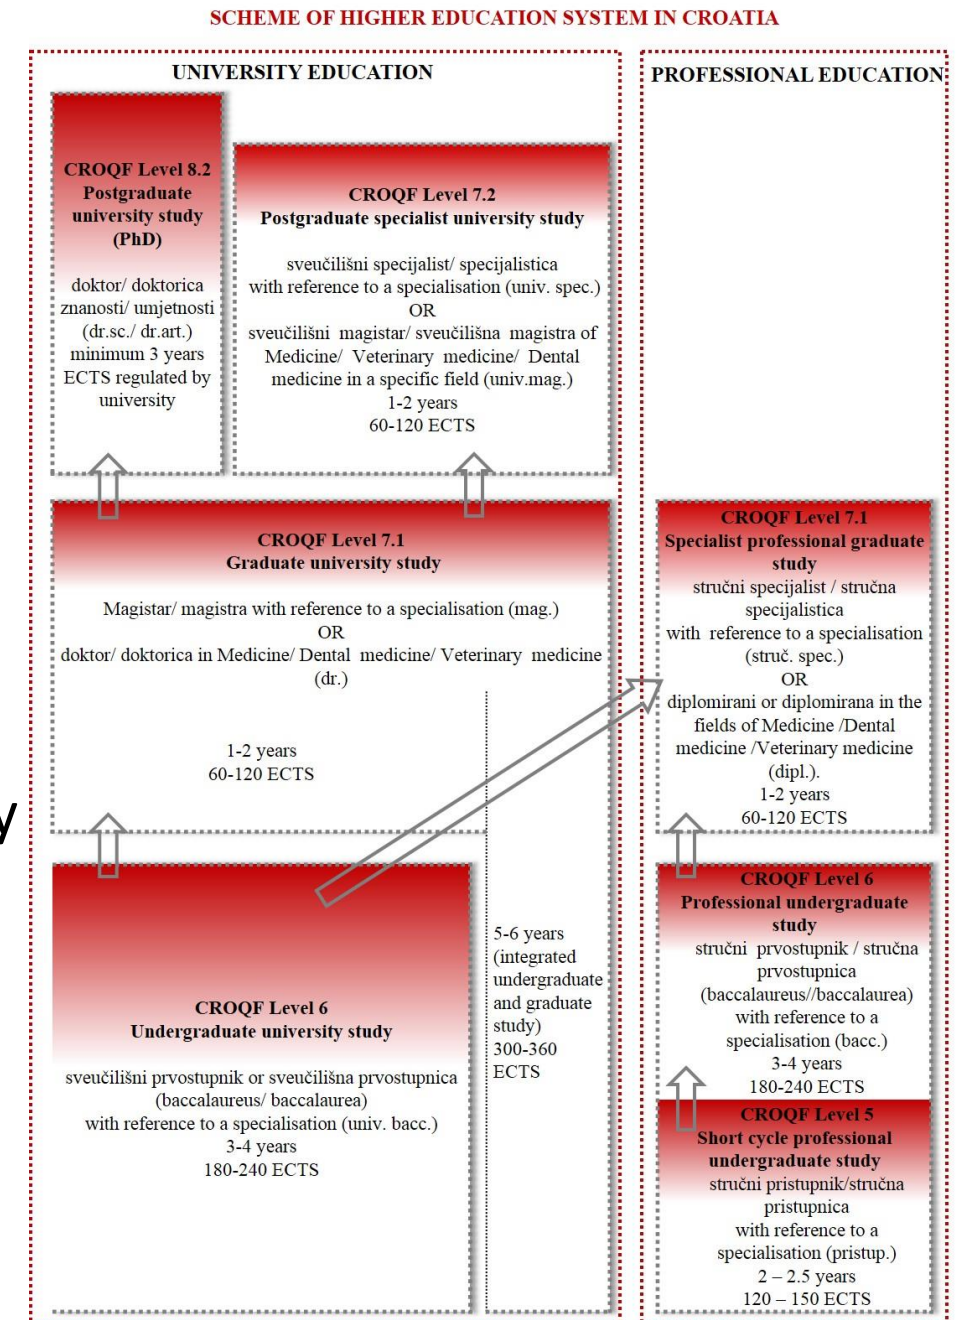 SCHEME OF HIGHER EDUCATION SYSTEM IN CROATIA
UNIVERSITY EDUCATION
CROQF Level 8.2
Postgraduate
university study
(PhD)
doktor/ doktorica
znanosti/ umjetnosti
(dr.sc./ dr.art.)
minimum 3 years
ECTS regulated by
university
CROQF Level 7.2
Postgraduate specialist university study
sveučilišni specijalist/ specijalistica
with reference to a specialisation (univ. spec.)
OR
sveučilišni magistar/ sveučilišna magistra of
Medicine/ Veterinary medicine/ Dental
medicine in a specific field (univ.mag.)
1-2 years
60-120 ECTS
CROQF Level 7.1
Graduate university study
Magistar/ magistra with reference to a specialisation (mag.)
OR
doktor/ doktorica in Medicine/ Dental medicine/ Veterinary medicine
(dr.)
1-2 years
60-120 ECTS
y
CROQF Level 6
Undergraduate university study
sveučilišni prvostupnik or sveučilišna prvostupnica
(baccalaureus/ baccalaurea)
with reference to a specialisation (univ. bacc.)
3-4 years
180-240 ECTS
5-6 years
(integrated
undergraduate
and graduate
study)
300-360
ECTS
PROFESSIONAL EDUCATION
CROQF Level 7.1
Specialist professional graduate
study
stručni specijalist / stručna
specijalistica
with reference to a specialisation
(struč. spec.)
OR
diplomirani or diplomirana in the
fields of Medicine /Dental
medicine /Veterinary medicine
(dipl.).
1-2 years
60-120 ECTS
CROQF Level 6
Professional undergraduate
study
stručni prvostupnik / stručna
prvostupnica
(baccalaureus//baccalaurea)
with reference to a
specialisation (bacc.)
3-4 years
180-240 ECTS
CROQF Level 5
Short cycle professional
undergraduate study
stručni pristupnik/stručna
pristupnica
with reference to a
specialisation (pristup.)
2 – 2.5 years
120 – 150 ECTS